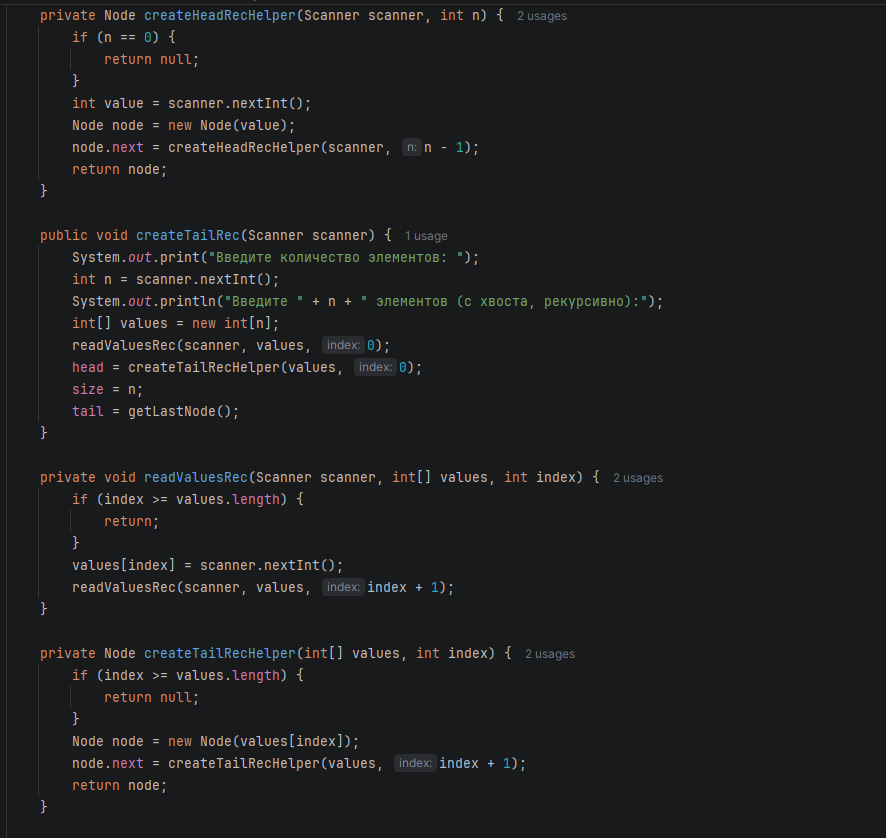 private Node createHeadRecHelper(Scanner scanner, int n) { 2 usages
    if (n == 0) {
        return null;
    }
    int value = scanner.nextInt();
    Node node = new Node(value);
    node.next = createHeadRecHelper(scanner, n: n - 1);
    return node;
}

public void createTailRec(Scanner scanner) { 1 usage
    System.out.print("Введите количество элементов: ");
    int n = scanner.nextInt();
    System.out.println("Введите " + n + " элементов (с хвоста, рекурсивно):");
    int[] values = new int[n];
    readValuesRec(scanner, values, index: 0);
    head = createTailRecHelper(values, index: 0);
    size = n;
    tail = getLastNode();
}

private void readValuesRec(Scanner scanner, int[] values, int index) { 2 usages
    if (index >= values.length) {
        return;
    }
    values[index] = scanner.nextInt();
    readValuesRec(scanner, values, index: index + 1);
}

private Node createTailRecHelper(int[] values, int index) { 2 usages
    if (index >= values.length) {
        return null;
    }
    Node node = new Node(values[index]);
    node.next = createTailRecHelper(values, index: index + 1);
    return node;
}